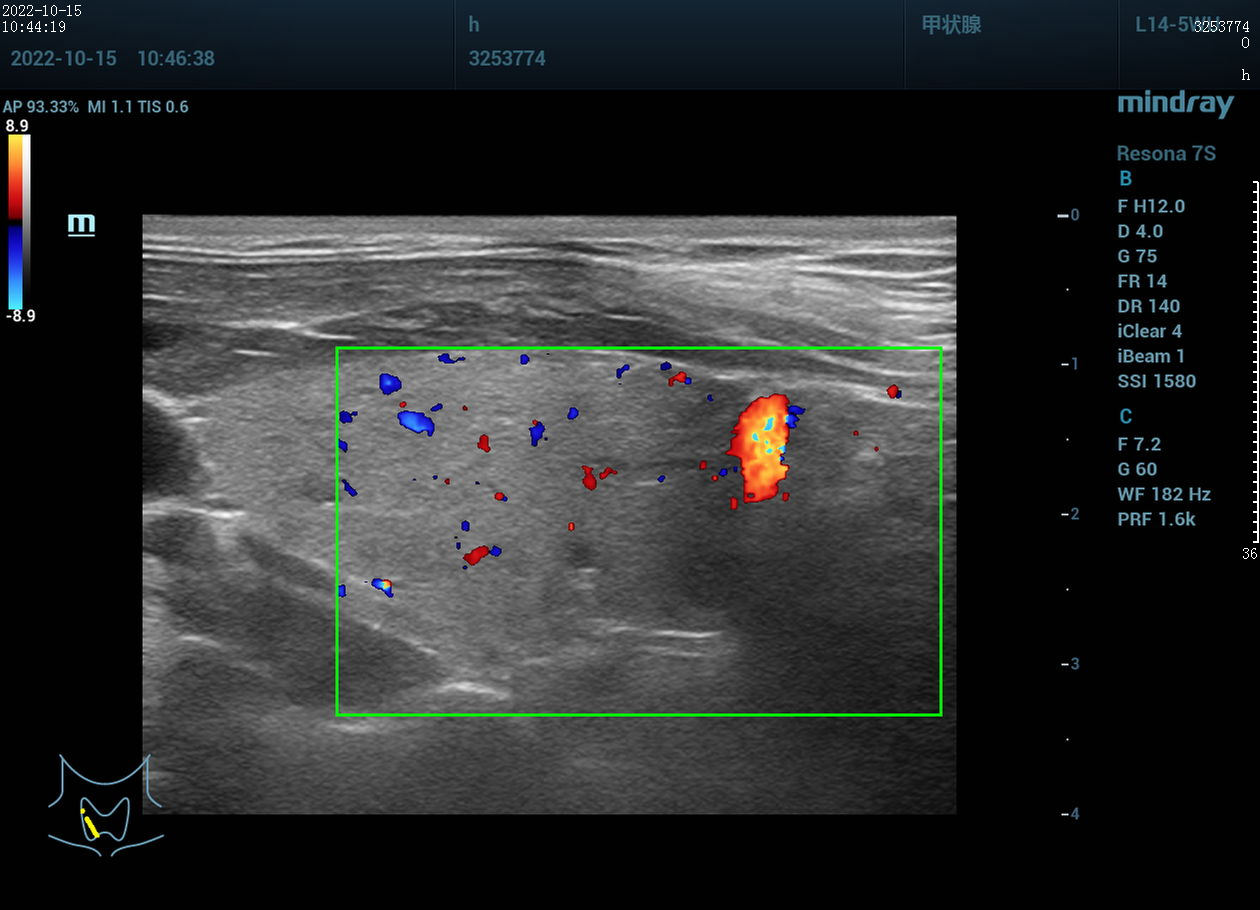 2022-10-15
10:44:19
h
甲状腺
L14-5WU
3253774
0
h
2022-10-15 10:46:38
3253774
AP 93.33% MI 1.1 TIS 0.6
mindray
8.9
-8.9
m
Resona 7S
B
F H12.0
D 4.0
G 75
FR 14
DR 140
iClear 4
iBeam 1
SSI 1580
C
F 7.2
G 60
WF 182 Hz
PRF 1.6k
0
1
2
3
4
36